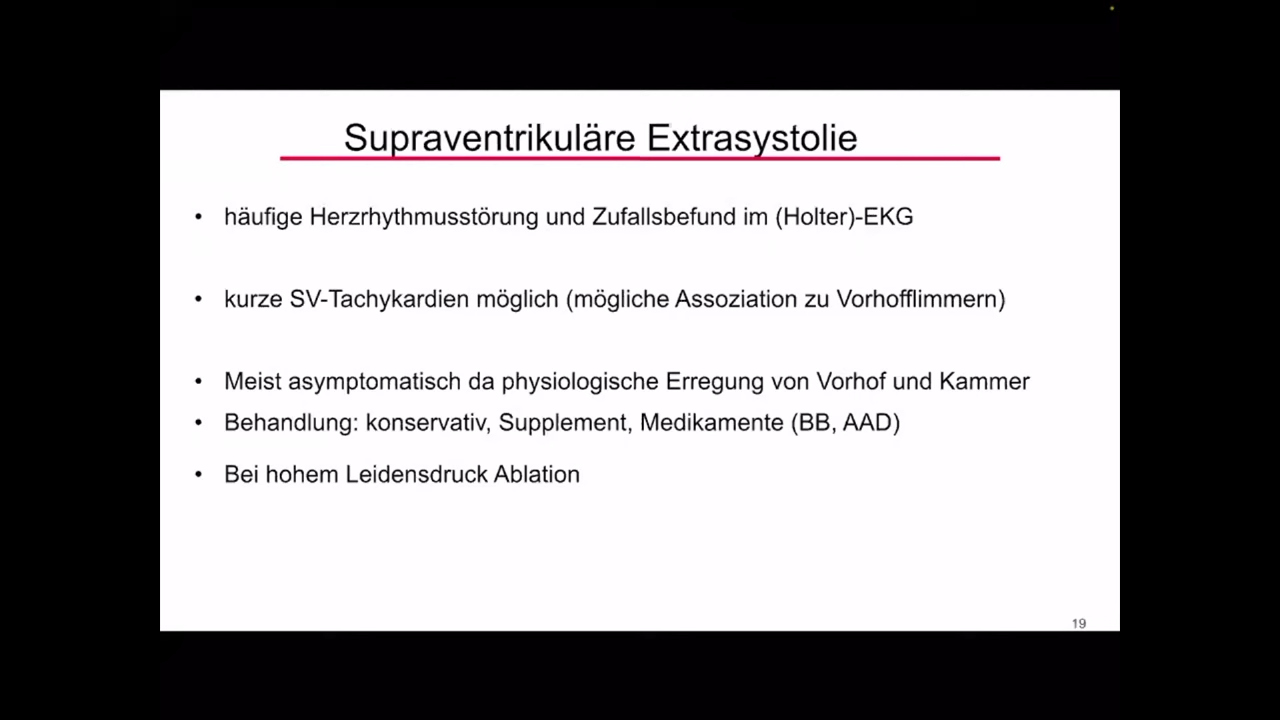 Supraventrikuläre Extrasystolie
• häufige Herzrhythmusstörung und Zufallsbefund im (Holter)-EKG
• kurze SV-Tachykardien möglich (mögliche Assoziation zu Vorhofflimmern)
• Meist asymptomatisch da physiologische Erregung von Vorhof und Kammer
• Behandlung: konservativ, Supplement, Medikamente (BB, AAD)
• Bei hohem Leidensdruck Ablation
19